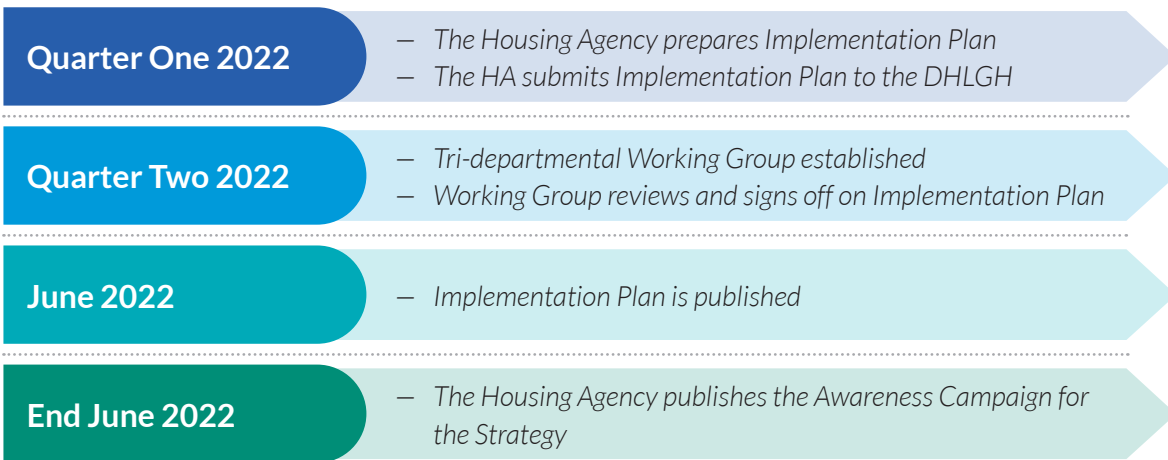 Quarter One 2022
— The Housing Agency prepares Implementation Plan
— The HA submits Implementation Plan to the DHLGH
Quarter Two 2022
— Tri-departmental Working Group established
— Working Group reviews and signs off on Implementation Plan
June 2022
— Implementation Plan is published
End June 2022
— The Housing Agency publishes the Awareness Campaign for
the Strategy